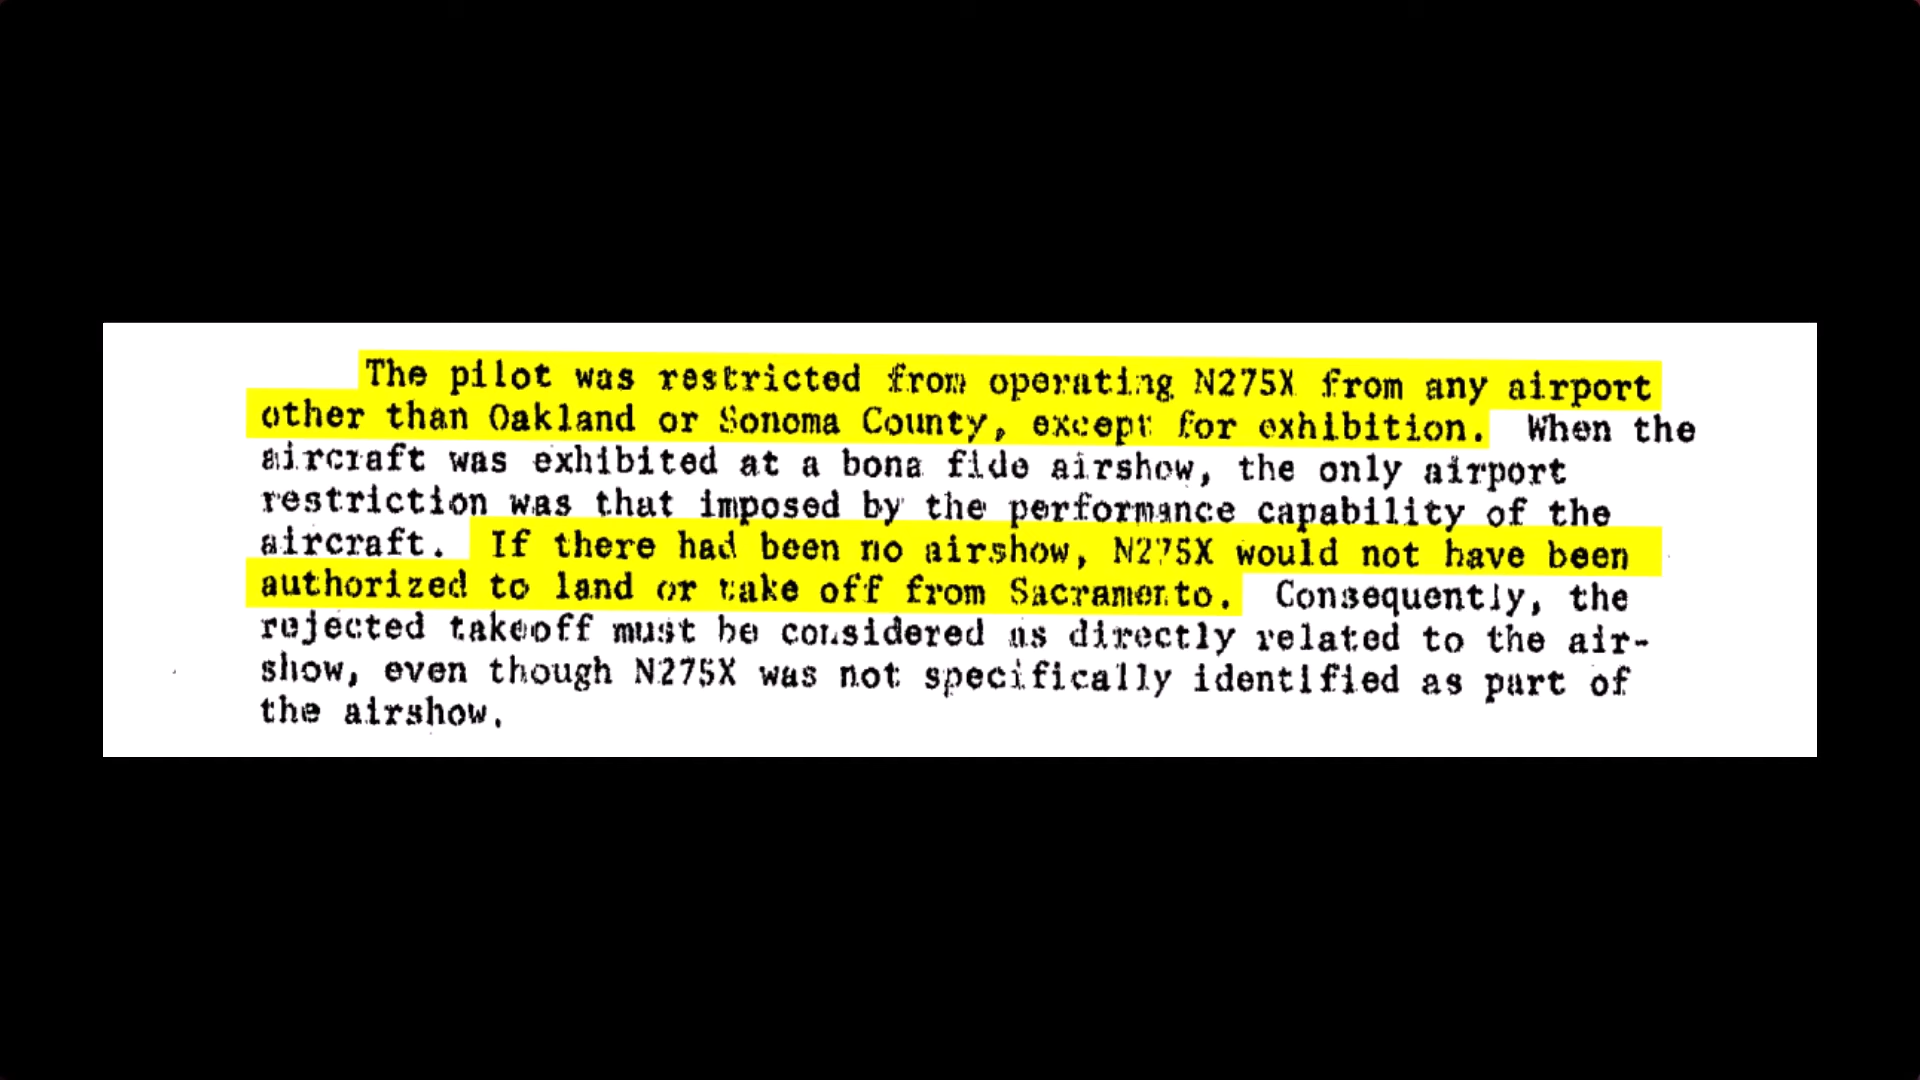 The pilot was restricted from operating N275X from any airport
other than Oakland or Sonoma County, except for exhibition. When the
aircraft was exhibited at a bona fide airshow, the only airport
restriction was that imposed by the performance capability of the
aircraft. If there had been no airshow, N275X would not have been
authorized to land or take off from Sacramento. Consequently, the
rejected takeoff must be considered as directly related to the air-
show, even though N275X was not specifically identified as part of
the airshow.